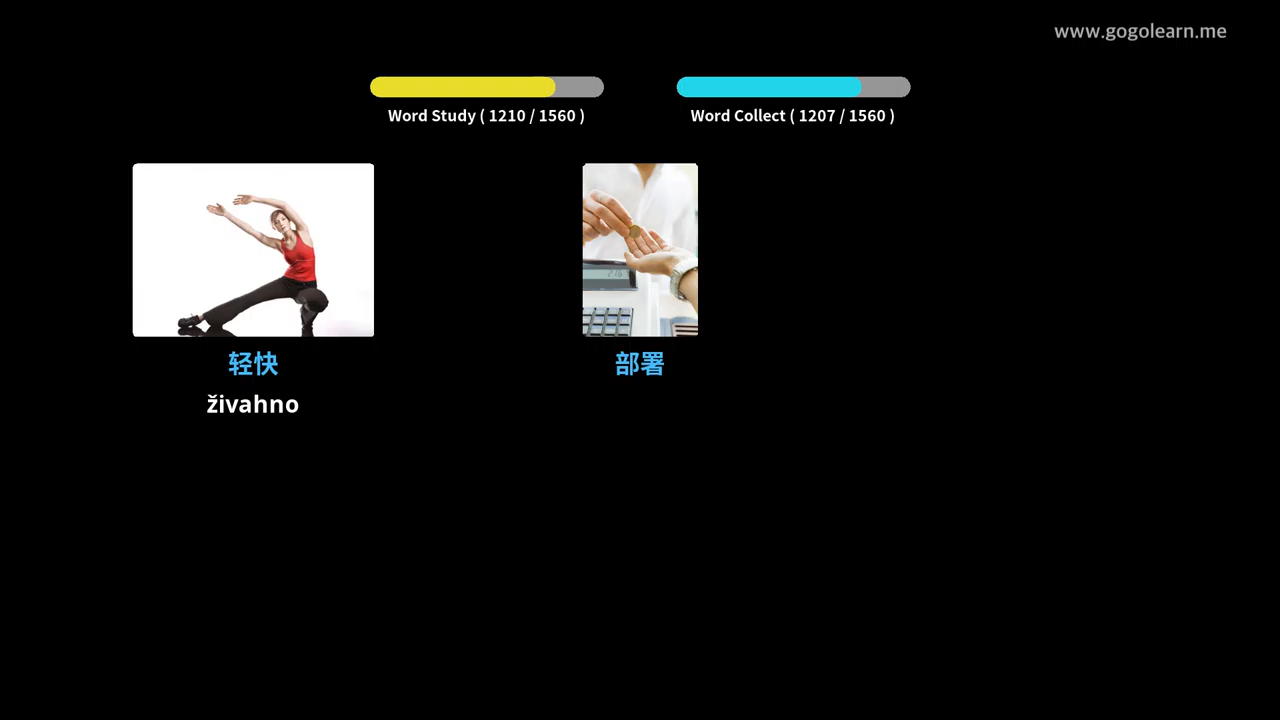 www.gogolearn.me
Word Study ( 1210 / 1560 )
Word Collect ( 1207 / 1560 )
轻快
部署
živahno